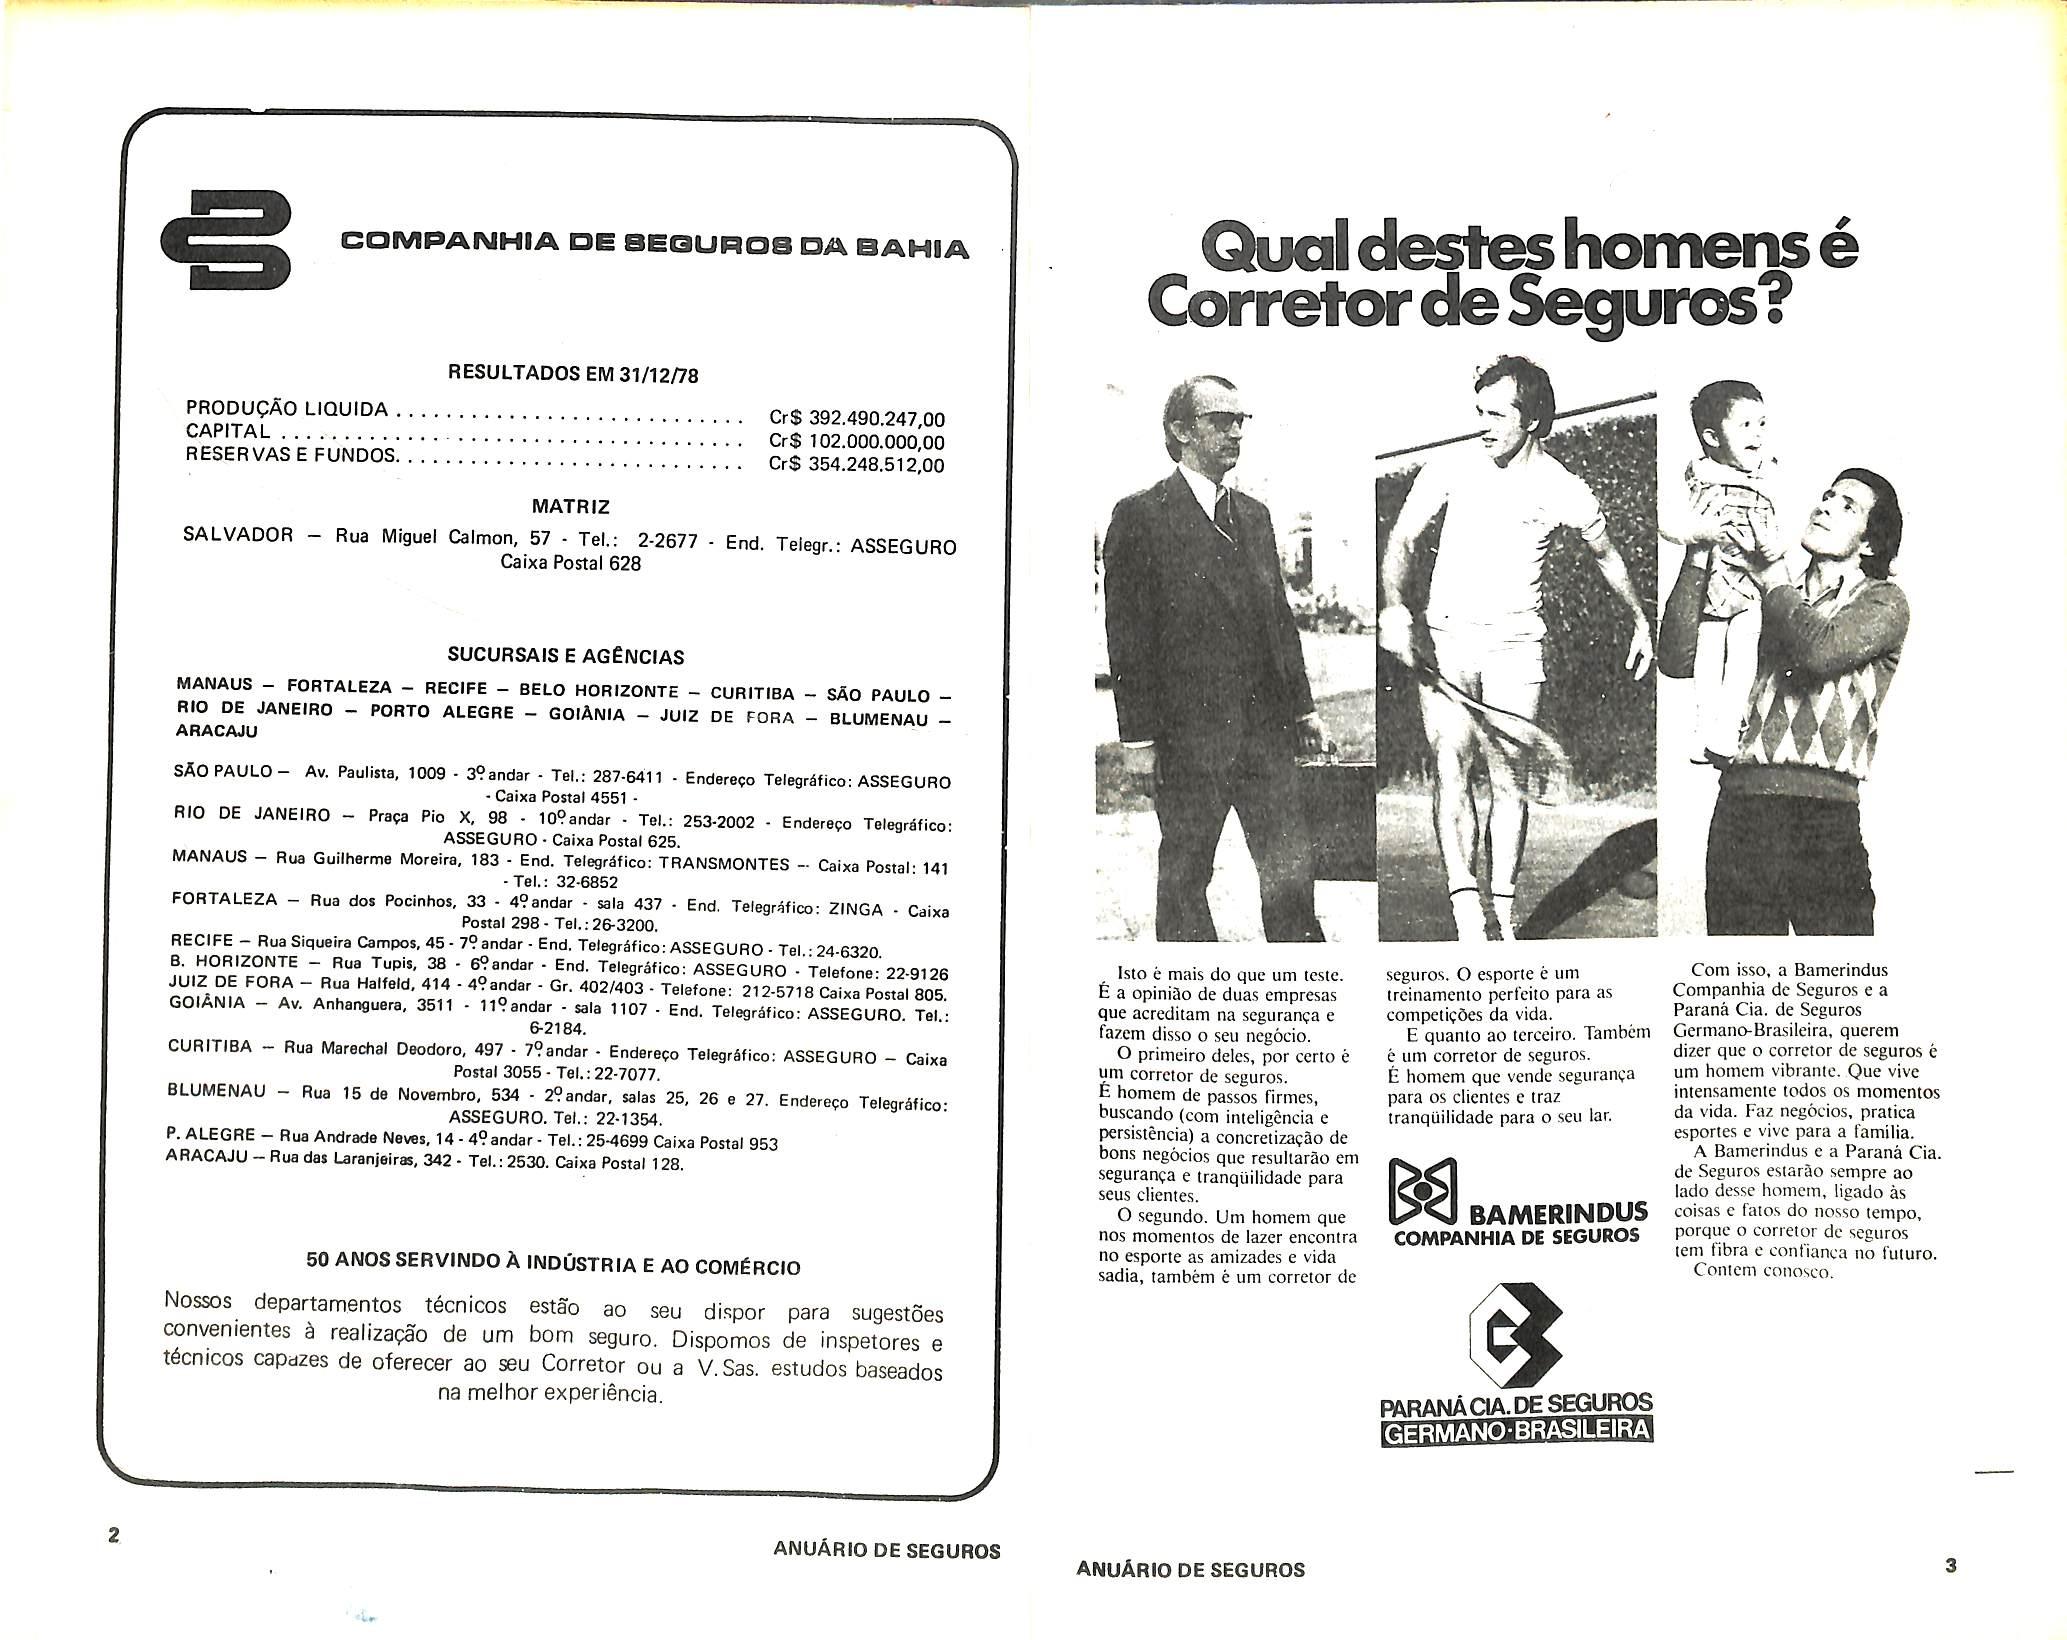 COMPANHIA DE SEGUROS DA BAHIA
RESULTADOS EM 31/12/78
PRODUÇÃO LIQUIDA . . . . . . . . . . . . . . . . . . . . . . . . . . . . Cr$ 392.490.247,00
CAPITAL . . . . . . . . . . . . . . . . . . . . . . . . . . . . . . . . . . . . . Cr$ 102.000.000,00
RESERVAS E FUNDOS. . . . . . . . . . . . . . . . . . . . . . . . . . . . Cr$ 354.248.512,00
MATRIZ
SALVADOR — Rua Miguel Calmon, 57 - Tel.: 2-2677 - End. Telegr.: ASSEGURO
Caixa Postal 628
SUCURSAIS E AGÊNCIAS
MANAUS — FORTALEZA — RECIFE — BELO HORIZONTE — CURITIBA — SÃO PAULO —
RIO DE JANEIRO — PORTO ALEGRE — GOIÂNIA — JUIZ DE FORA — BLUMENAU —
ARACAJU
SÃO PAULO — Av. Paulista, 1009 - 3º andar - Tel.: 287-6411 - Endereço Telegráfico: ASSEGURO
- Caixa Postal 4551 -
RIO DE JANEIRO — Praça Pio X, 98 - 10º andar - Tel.: 253-2002 - Endereço Telegráfico:
ASSEGURO - Caixa Postal 625.
MANAUS — Rua Guilherme Moreira, 183 - End. Telegráfico: TRANSMONTES -- Caixa Postal: 141
- Tel.: 32-6852
FORTALEZA — Rua dos Pocinhos, 33 - 4º andar - sala 437 - End. Telegráfico: ZINGA - Caixa
Postal 298 - Tel.: 26-3200.
RECIFE — Rua Siqueira Campos, 45 - 7º andar - End. Telegráfico: ASSEGURO - Tel.: 24-6320.
B. HORIZONTE — Rua Tupis, 38 - 6º andar - End. Telegráfico: ASSEGURO - Telefone: 22-9126
JUIZ DE FORA — Rua Halfeld, 414 - 4º andar - Gr. 402/403 - Telefone: 212-5718 Caixa Postal 805.
GOIÂNIA — Av. Anhanguera, 3511 - 11º andar - sala 1107 - End. Telegráfico: ASSEGURO. Tel.:
6-2184.
CURITIBA — Rua Marechal Deodoro, 497 - 7º andar - Endereço Telegráfico: ASSEGURO — Caixa
Postal 3055 - Tel.: 22-7077.
BLUMENAU — Rua 15 de Novembro, 534 - 2º andar, salas 25, 26 e 27. Endereço Telegráfico:
ASSEGURO. Tel.: 22-1354.
P. ALEGRE — Rua Andrade Neves, 14 - 4º andar - Tel.: 25-4699 Caixa Postal 953
ARACAJU — Rua das Laranjeiras, 342 - Tel.: 2530. Caixa Postal 128.
50 ANOS SERVINDO À INDÚSTRIA E AO COMÉRCIO
Nossos departamentos técnicos estão ao seu dispor para sugestões
convenientes à realização de um bom seguro. Dispomos de inspetores e
técnicos capazes de oferecer ao seu Corretor ou a V. Sas. estudos baseados
na melhor experiência.
2
ANUÁRIO DE SEGUROS
Qual destes homens é
Corretor de Seguros?
Isto é mais do que um teste.
É a opinião de duas empresas
que acreditam na segurança e
fazem disso o seu negócio.
O primeiro deles, por certo é
um corretor de seguros.
É homem de passos firmes,
buscando (com inteligência e
persistência) a concretização de
bons negócios que resultarão em
segurança e tranqüilidade para
seus clientes.
O segundo. Um homem que
nos momentos de lazer encontra
no esporte as amizades e vida
sadia, também é um corretor de
seguros. O esporte é um
treinamento perfeito para as
competições da vida.
E quanto ao terceiro. Também
é um corretor de seguros.
É homem que vende segurança
para os clientes e traz
tranqüilidade para o seu lar.
BAMERINDUS
COMPANHIA DE SEGUROS
PARANÁ CIA. DE SEGUROS
GERMANO-BRASILEIRA
Com isso, a Bamerindus
Companhia de Seguros e a
Paraná Cia. de Seguros
Germano-Brasileira, querem
dizer que o corretor de seguros é
um homem vibrante. Que vive
intensamente todos os momentos
da vida. Faz negócios, pratica
esportes e vive para a família.
A Bamerindus e a Paraná Cia.
de Seguros estarão sempre ao
lado desse homem, ligado às
coisas e fatos do nosso tempo,
porque o corretor de seguros
tem fibra e confiança no futuro.
Contem conosco.
ANUÁRIO DE SEGUROS
3